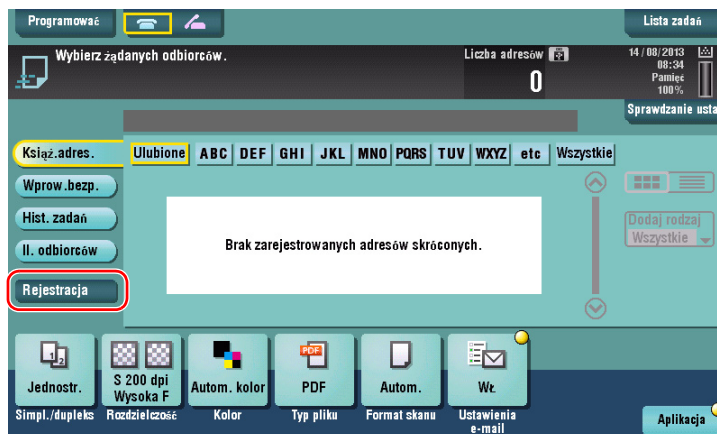 Programować
Lista zadań
Wybierz żądanych odbiorców.
Liczba adresów
0
14/08/2013
08:34
Pamięć
100%
Sprawdzanie usta
Książ.adres.
Ulubione ABC DEF GHI JKL MNO PQRS TUV WXYZ etc Wszystkie
Wprow.bezp.
Hist. zadań
Il. odbiorców
Rejestracja
Brak zarejestrowanych adresów skróconych.
Dodaj rodzaj
Wszystkie
1 2
PDF
Jednostr.
S 200 dpi
Wysoka F
Autom. kolor
PDF
Autom.
Wł.
Simpl./dupleks
Rozdzielczość
Kolor
Typ pliku
Format skanu
Ustawienia
e-mail
Aplikacja